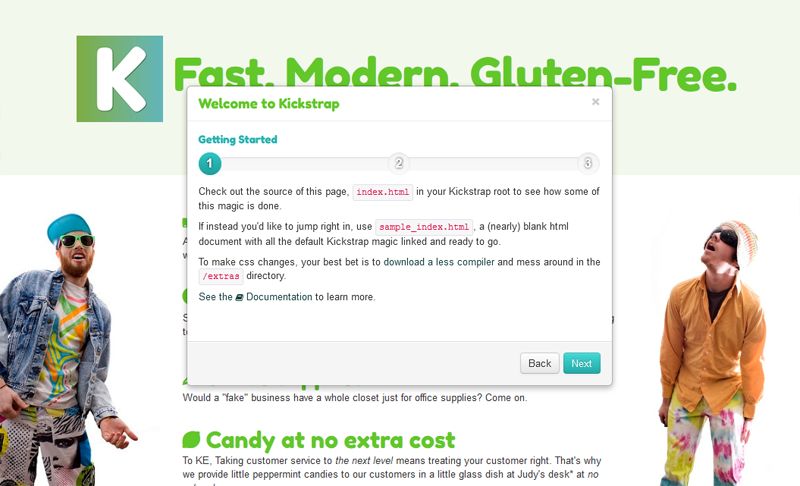 K
Fast. Modern. Gluten-Free.
Welcome to Kickstrap
×
Getting Started
1 2 3
Check out the source of this page, index.html in your Kickstrap root to see how some of
this magic is done.
If instead you'd like to jump right in, use sample_index.html, a (nearly) blank html
document with all the default Kickstrap magic linked and ready to go.
To make css changes, your best bet is to download a less compiler and mess around in the
/extras directory.
See the Documentation to learn more.
Back Next
Would a "fake" business have a whole closet just for office supplies? Come on.
Candy at no extra cost
To KE, Taking customer service to the next level means treating your customer right. That's why
we provide little peppermint candies to our customers in a little glass dish at Judy's desk* at no